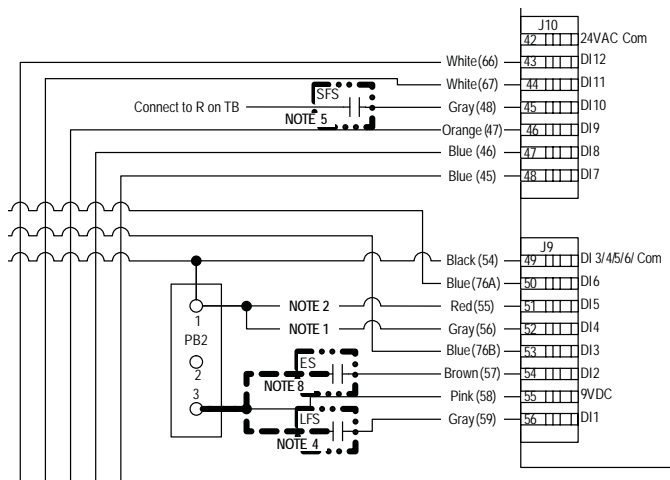 J10
42 24VAC Com
White (66) 43 DI12
White (67) 44 DI11
SFS
Connect to R on TB Gray (48) 45 DI10
NOTE 5
Orange (47) 46 DI9
Blue (46) 47 DI8
Blue (45) 48 DI7
J9
Black (54) 49 DI 3/4/5/6/ Com
Blue (76A) 50 DI6
NOTE 2 Red (55) 51 DI5
1
NOTE 1 Gray (56) 52 DI4
PB2
Blue (76B) 53 DI3
ES
2
Brown (57) 54 DI2
NOTE 8
3
Pink (58) 55 9VDC
LFS
Gray (59) 56 DI1
NOTE 4